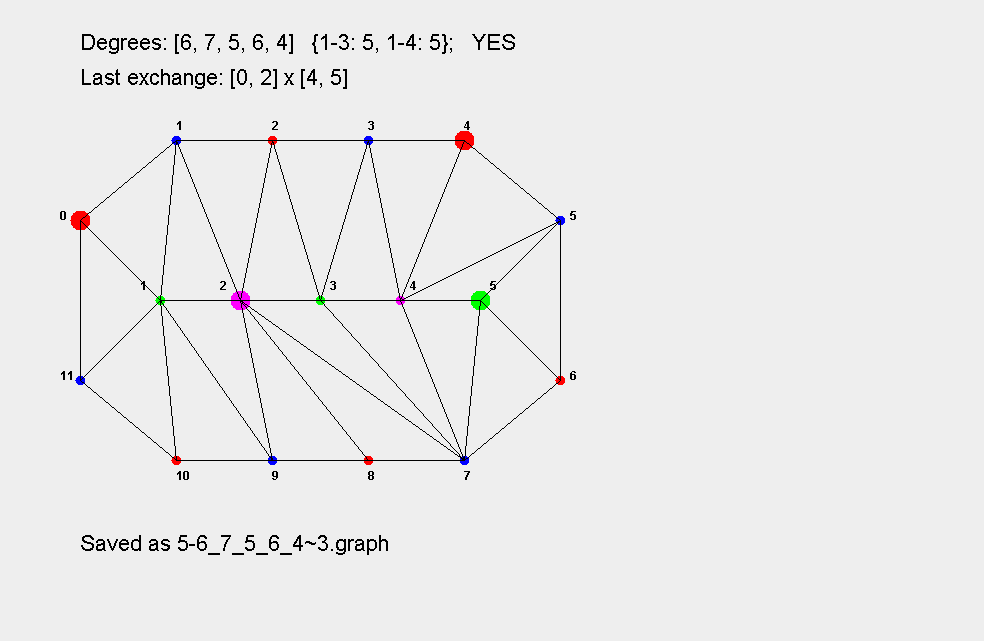 Degrees: [6, 7, 5, 6, 4]   {1-3: 5, 1-4: 5};   YES
Last exchange: [0, 2] x [4, 5]
1 2 3 4
0 5
1 2 3 4 5
11 6
10 9 8 7
Saved as 5-6_7_5_6_4~3.graph